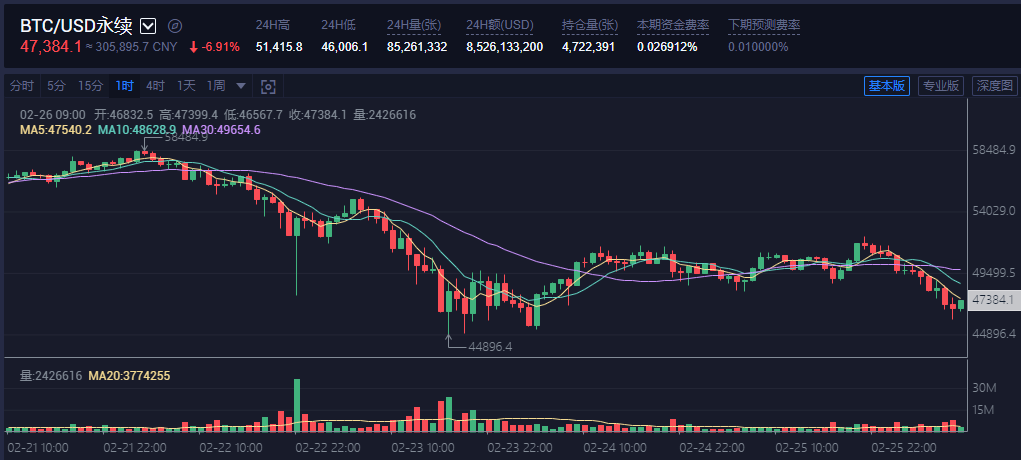 BTC/USD永续 24H高 24H低 24H量(张) 24H额(USD) 持仓量(张) 本期资金费率 下期预测费率
47,384.1 ≈ 305,895.7 CNY -6.91% 51,415.8 46,006.1 85,261,332 8,526,133,200 4,722,391 0.026912% 0.010000%
分时 5分 15分 1时 4时 1天 1周 基本版 专业版 深度图
02-26 09:00 开:46832.5 高:47399.4 低:46567.7 收:47384.1 量:2426616
MA5:47540.2 MA10:48628.9 MA30:49654.6
58484.9
58484.9
54029.0
49499.5
47384.1
44896.4
44896.4
量:2426616 MA20:3774255
30M
15M
02-21 10:00 02-21 22:00 02-22 10:00 02-22 22:00 02-23 10:00 02-23 22:00 02-24 10:00 02-24 22:00 02-25 10:00 02-25 22:00